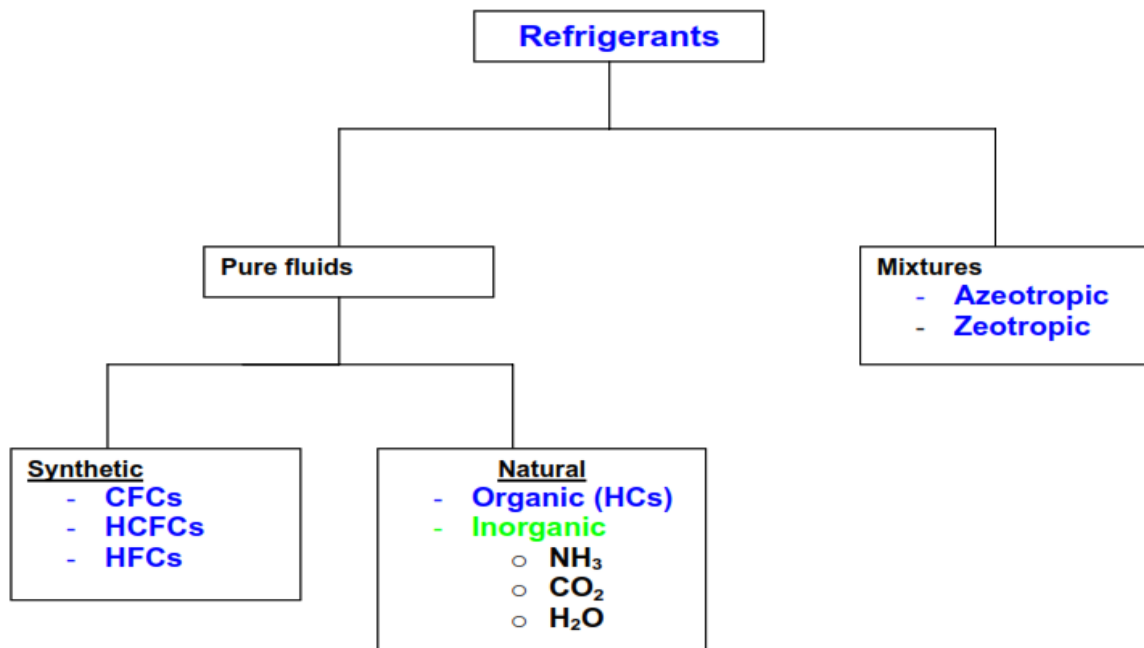 Refrigerants
Pure fluids
Mixtures
- Azeotropic
- Zeotropic
Synthetic
- CFCs
- HCFCs
- HFCs
Natural
- Organic (HCs)
- Inorganic
o NH₃
o CO₂
o H₂O